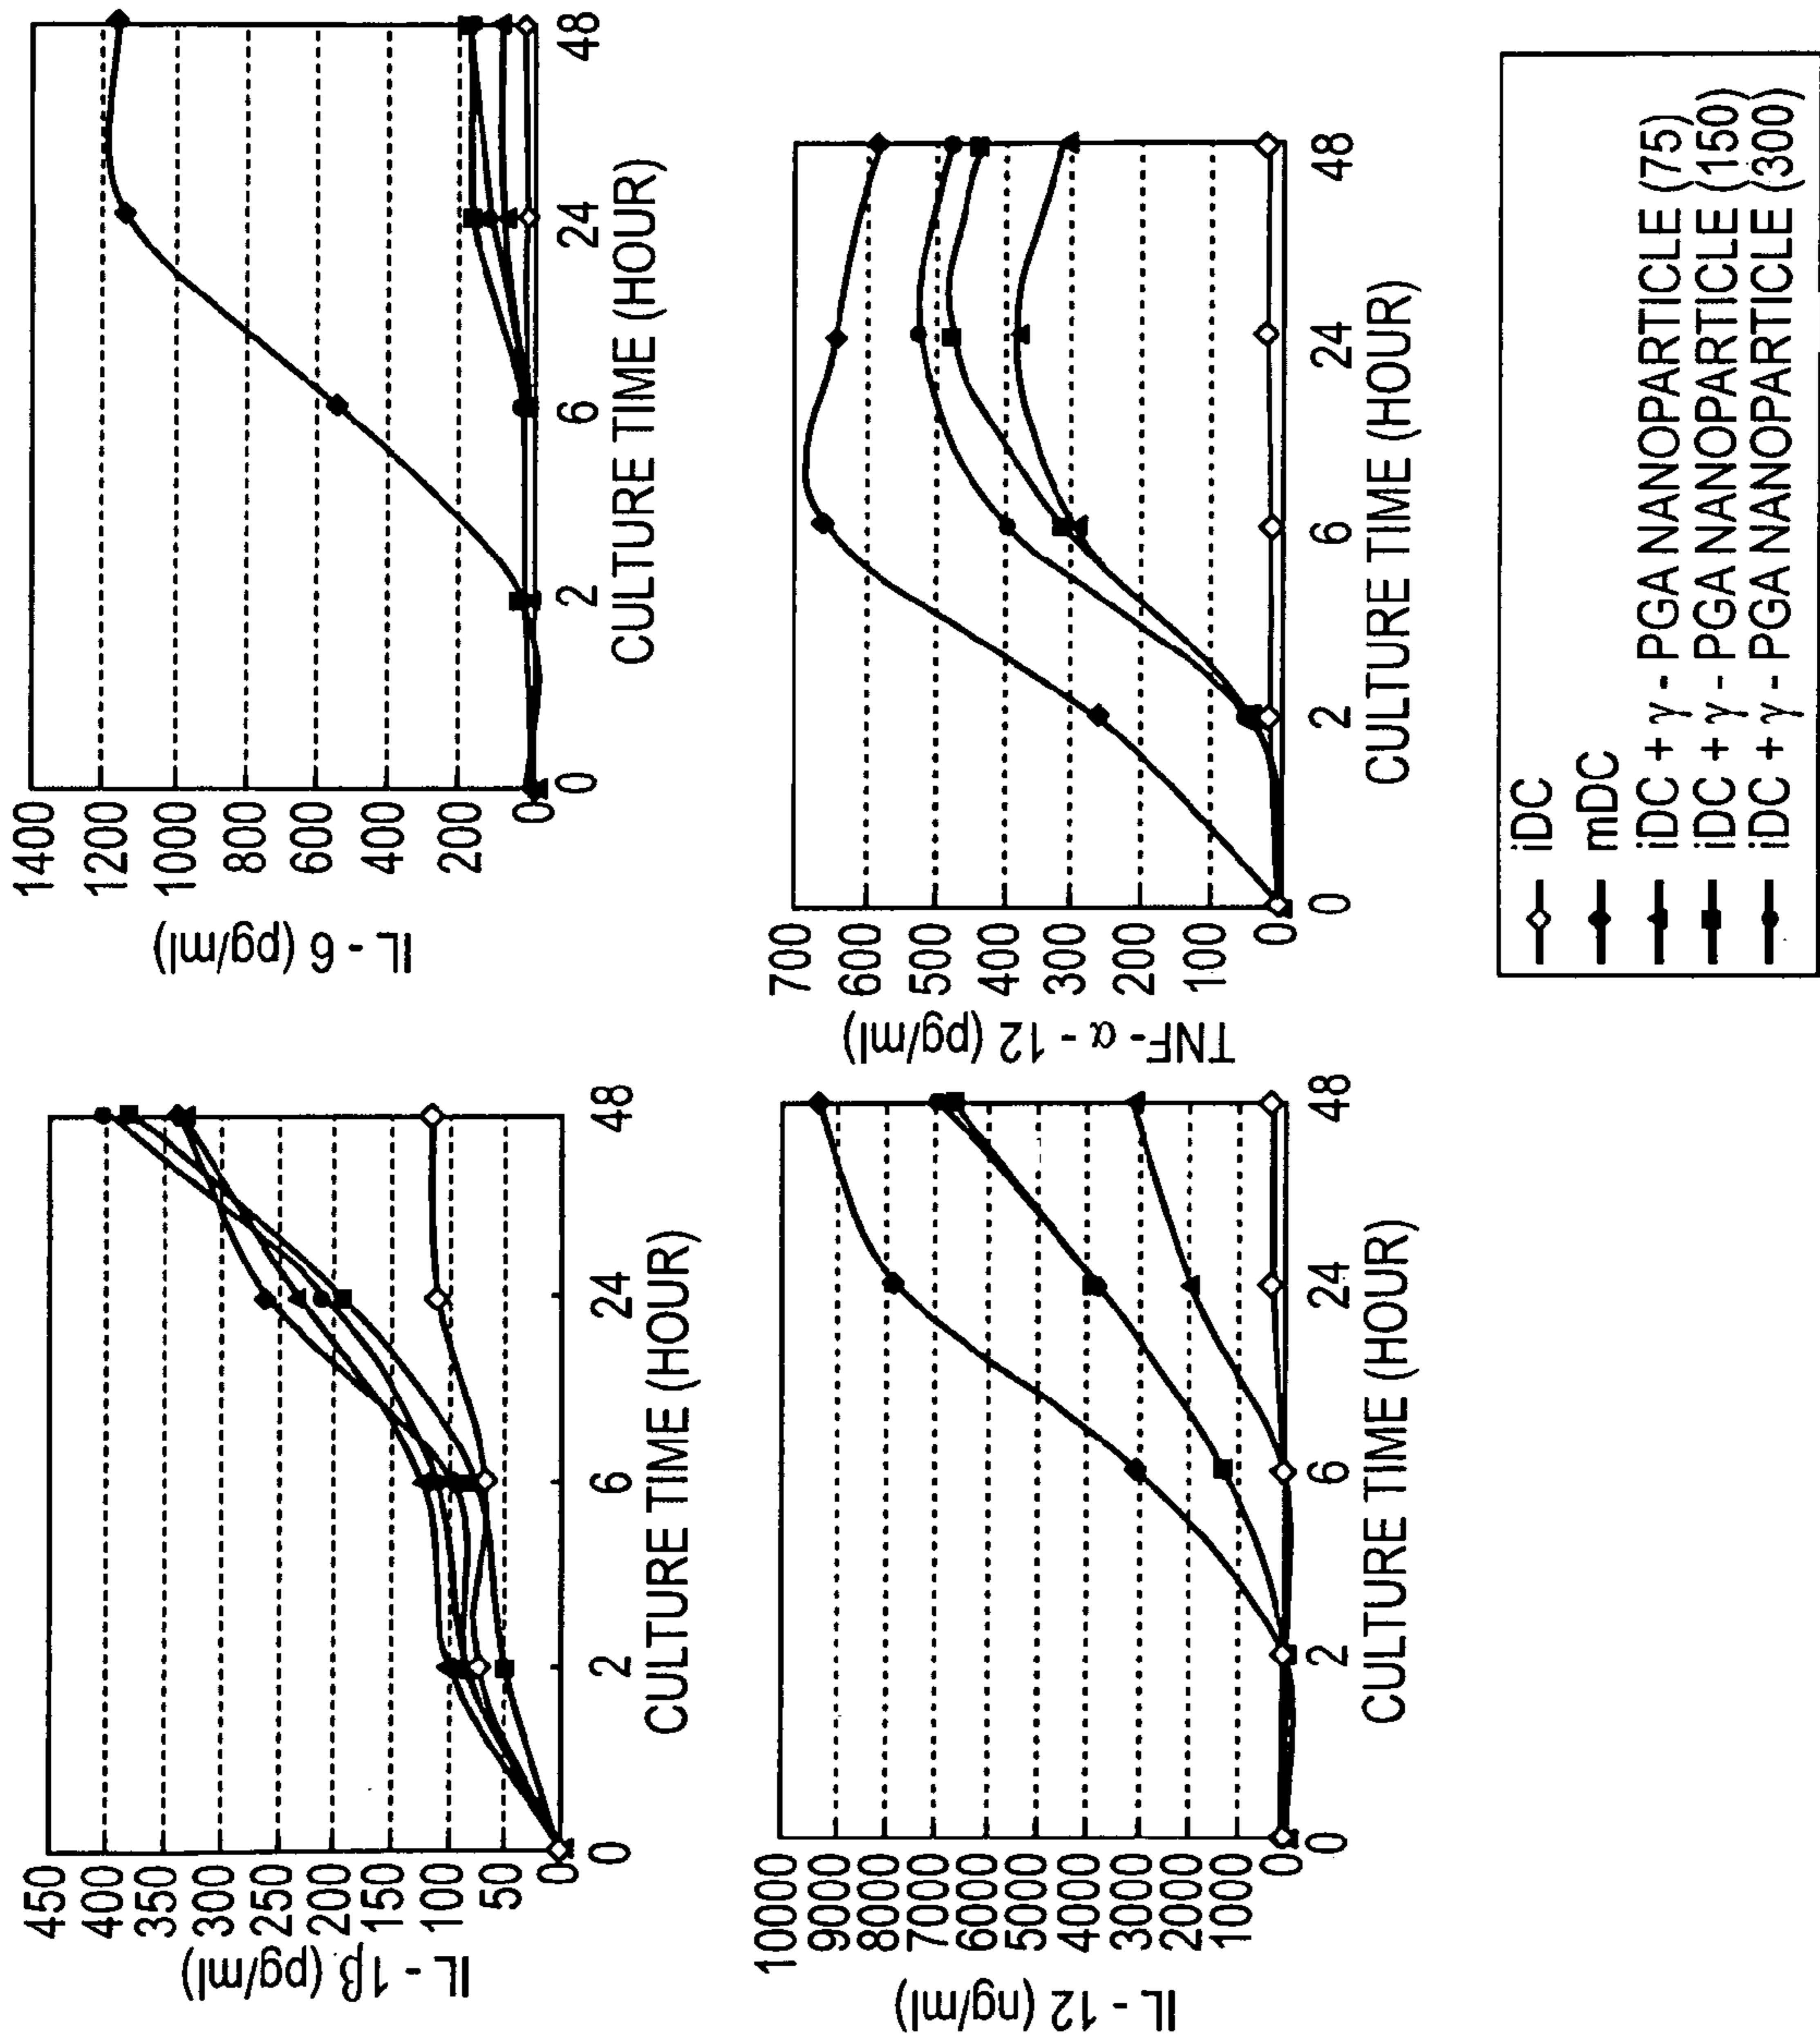 IL - 1β (pg/ml)
450
400
350
300
250
200
150
100
50
0
0 2 6 24 48
CULTURE TIME (HOUR)
IL - 6 (pg/ml)
1400
1200
1000
800
600
400
200
0
0 2 6 24 48
CULTURE TIME (HOUR)
IL - 12 (ng/ml)
10000
9000
8000
7000
6000
5000
4000
3000
2000
1000
0
0 2 6 24 48
CULTURE TIME (HOUR)
TNF- α - 12 (pg/ml)
700
600
500
400
300
200
100
0
0 2 6 24 48
CULTURE TIME (HOUR)
iDC
mDC
iDC + γ - PGA NANOPARTICLE (75)
iDC + γ - PGA NANOPARTICLE (150)
iDC + γ - PGA NANOPARTICLE (300)